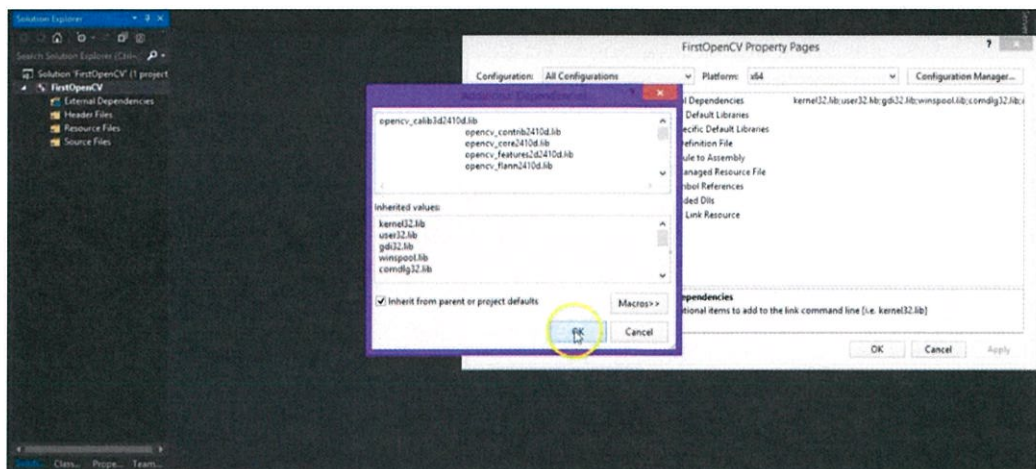 Solution Explorer
Search Solution Explorer (Ctrl+;)
Solution 'FirstOpenCV' (1 project
FirstOpenCV
External Dependencies
Header Files
Resource Files
Source Files
FirstOpenCV Property Pages
?
Configuration: All Configurations
Platform: x64
Configuration Manager...
Additional Dependencies
?
opencv_calib3d2410d.lib
opencv_contrib2410d.lib
opencv_core2410d.lib
opencv_features2d2410d.lib
opencv_flann2410d.lib
Inherited values:
kernel32.lib
user32.lib
gdi32.lib
winspool.lib
comdlg32.lib
Inherit from parent or project defaults
Macros>>
OK
Cancel
l Dependencies kernel32.lib;user32.lib;gdi32.lib;winspool.lib;comdlg32.lib;
Default Libraries
ecific Default Libraries
efinition File
ule to Assembly
anaged Resource File
mbol References
ded Dlls
Link Resource
ependencies
tional items to add to the link command line [i.e. kernel32.lib]
OK
Cancel
Apply
Class...
Prope...
Team...